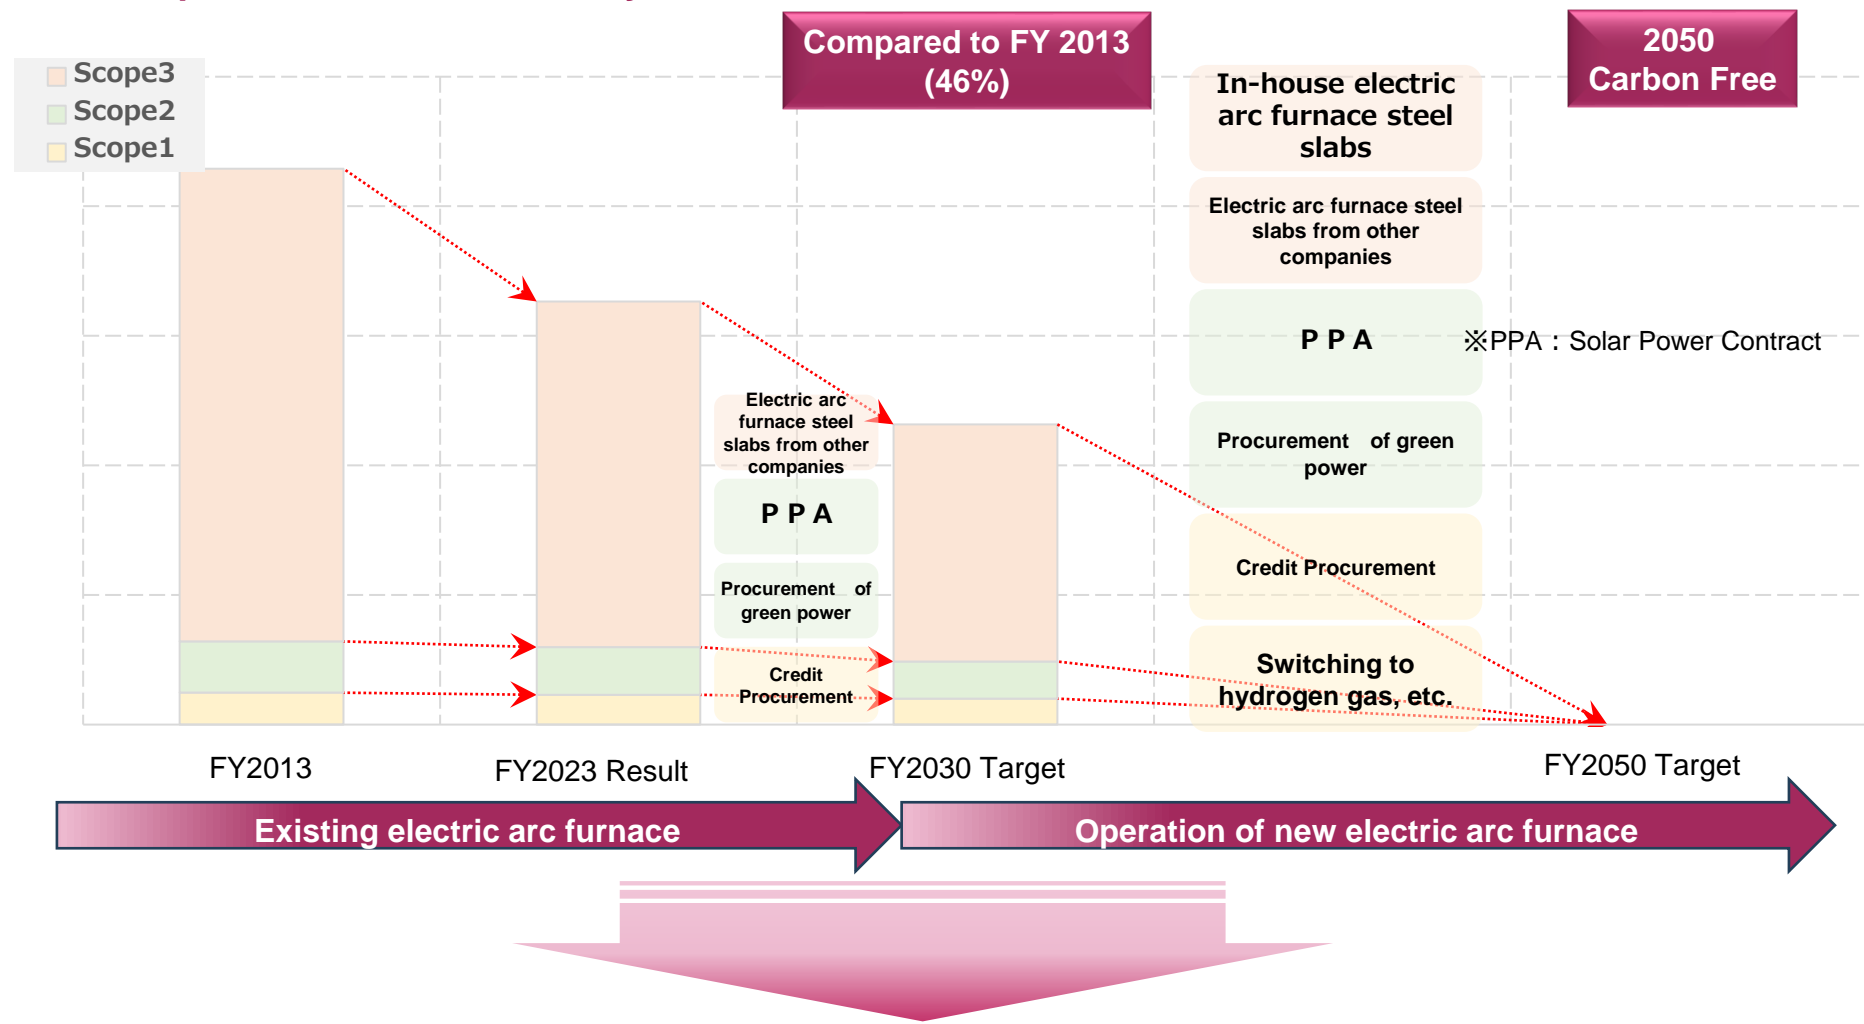 Compared to FY 2013
(46%)
2050
Carbon Free
Scope3
Scope2
Scope1
In-house electric
arc furnace steel
slabs
Electric arc furnace steel
slabs from other
companies
P P A
※PPA : Solar Power Contract
Procurement of green
power
Credit Procurement
Switching to
hydrogen gas, etc.
Electric arc
furnace steel
slabs from other
companies
P P A
Procurement of
green power
Credit
Procurement
FY2013
FY2023 Result
FY2030 Target
FY2050 Target
Existing electric arc furnace
Operation of new electric arc furnace